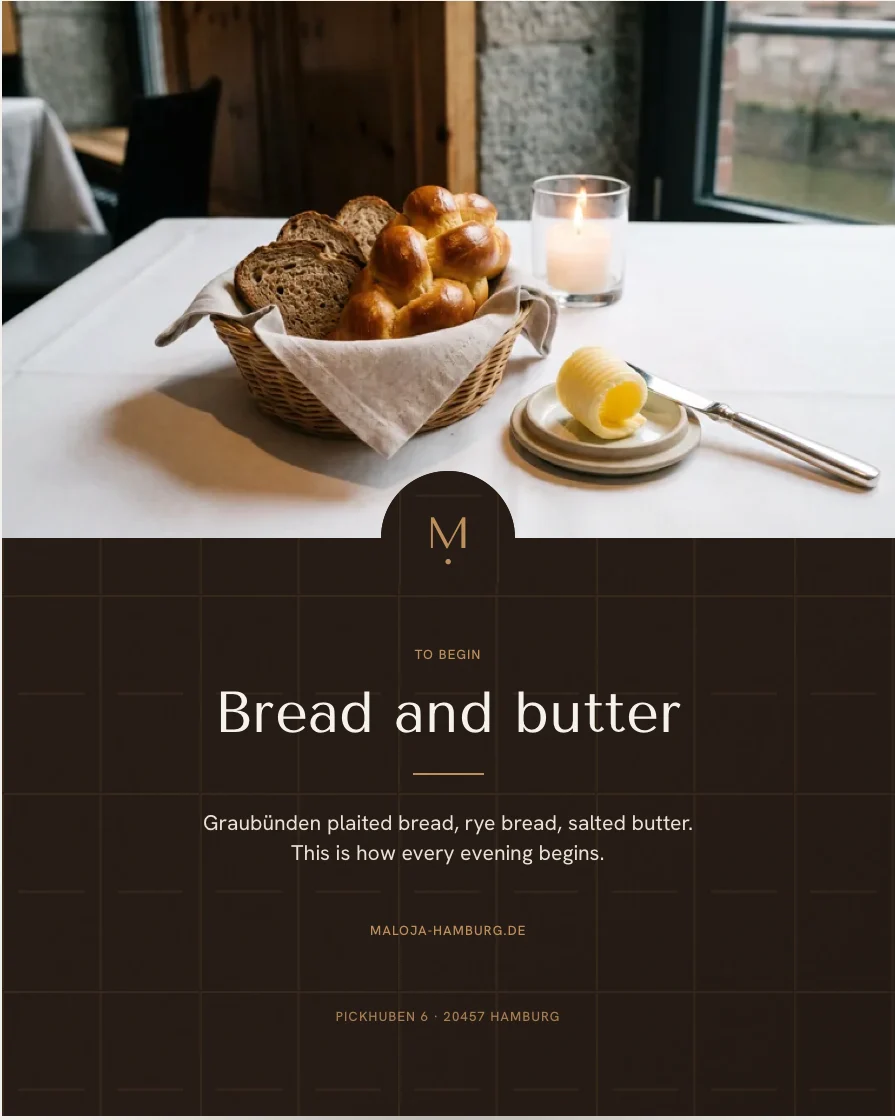 M
TO BEGIN
Bread and butter
Graubünden plaited bread, rye bread, salted butter.
This is how every evening begins.
MALOJA-HAMBURG.DE
PICKHUBEN 6 · 20457 HAMBURG